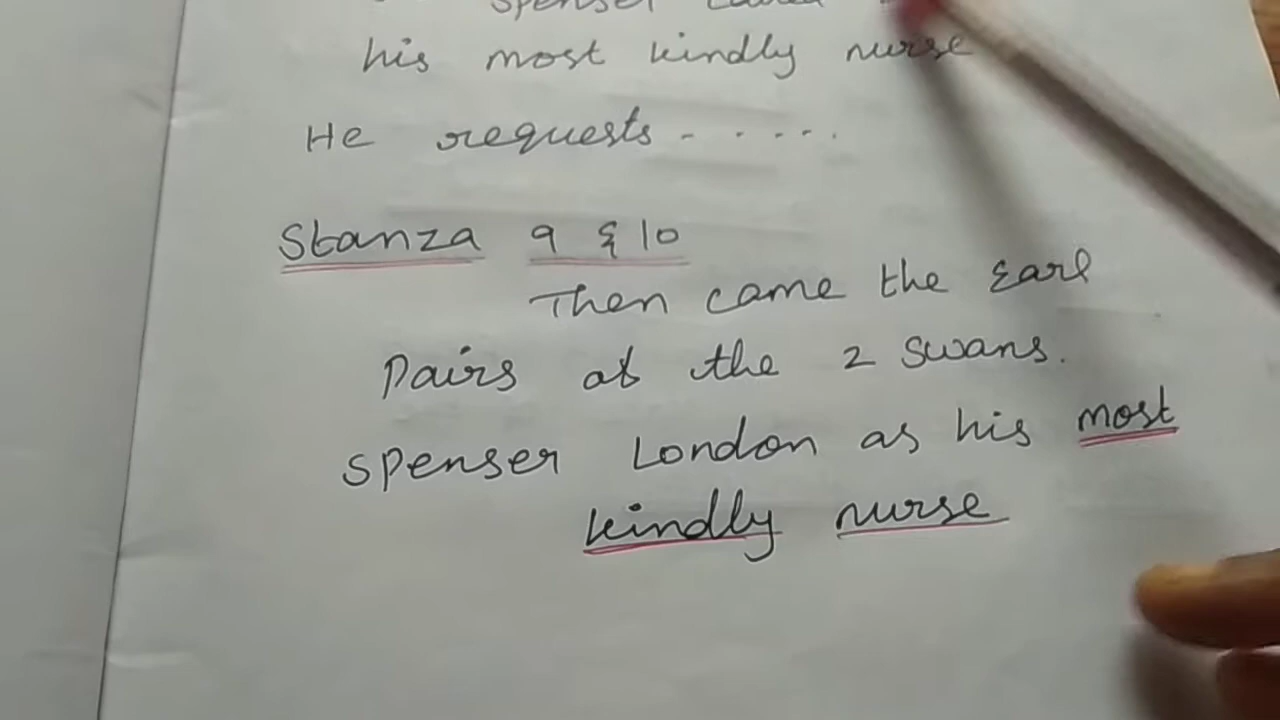 spenser
his most kindly nurse
He requests - . . . . .
Stanza 9 & 10
Then came the Earl
Pairs at the 2 swans.
Spenser London as his most
kindly nurse